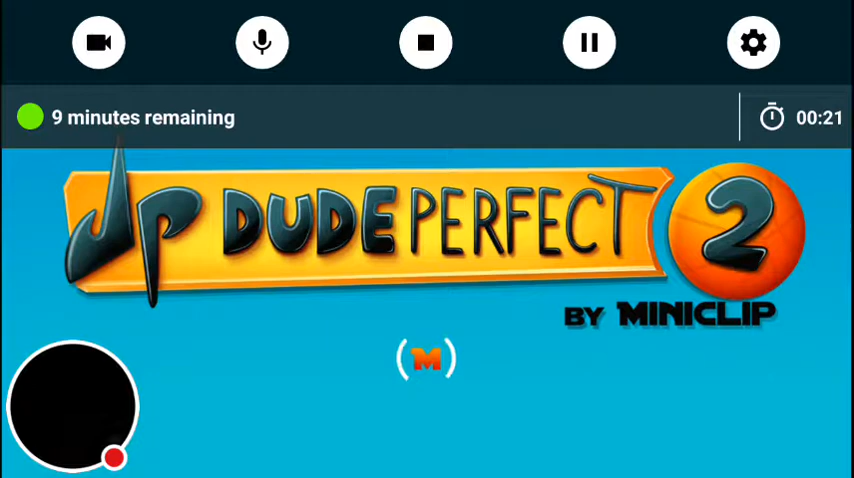 9 minutes remaining
00:21
dp DUDE PERFECT 2
BY MINICLIP
(M)